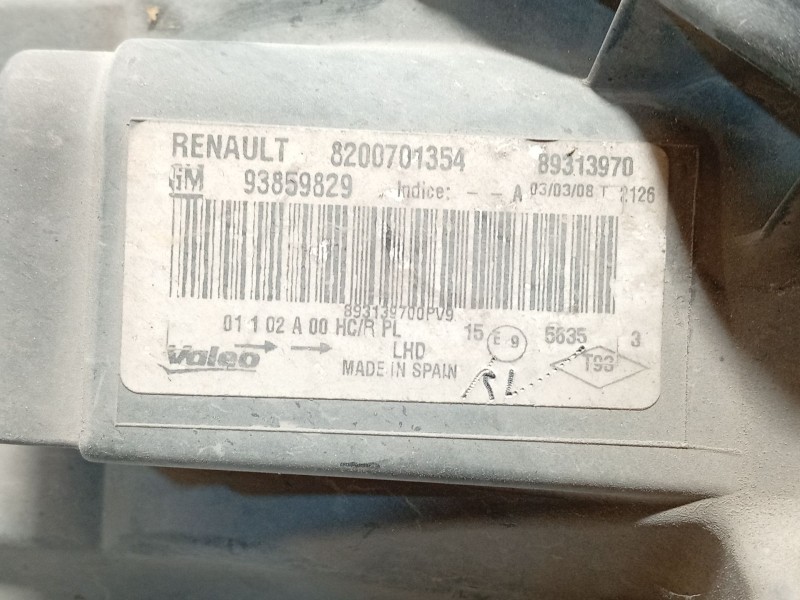 RENAULT 8200701354 89313970
GM 93859829 Indice: - - A 03/03/08 T 2126
893139700PV9
01 1 02 A 00 HC/R PL 15 E 9 5635 3
Valeo LHD T93
MADE IN SPAIN